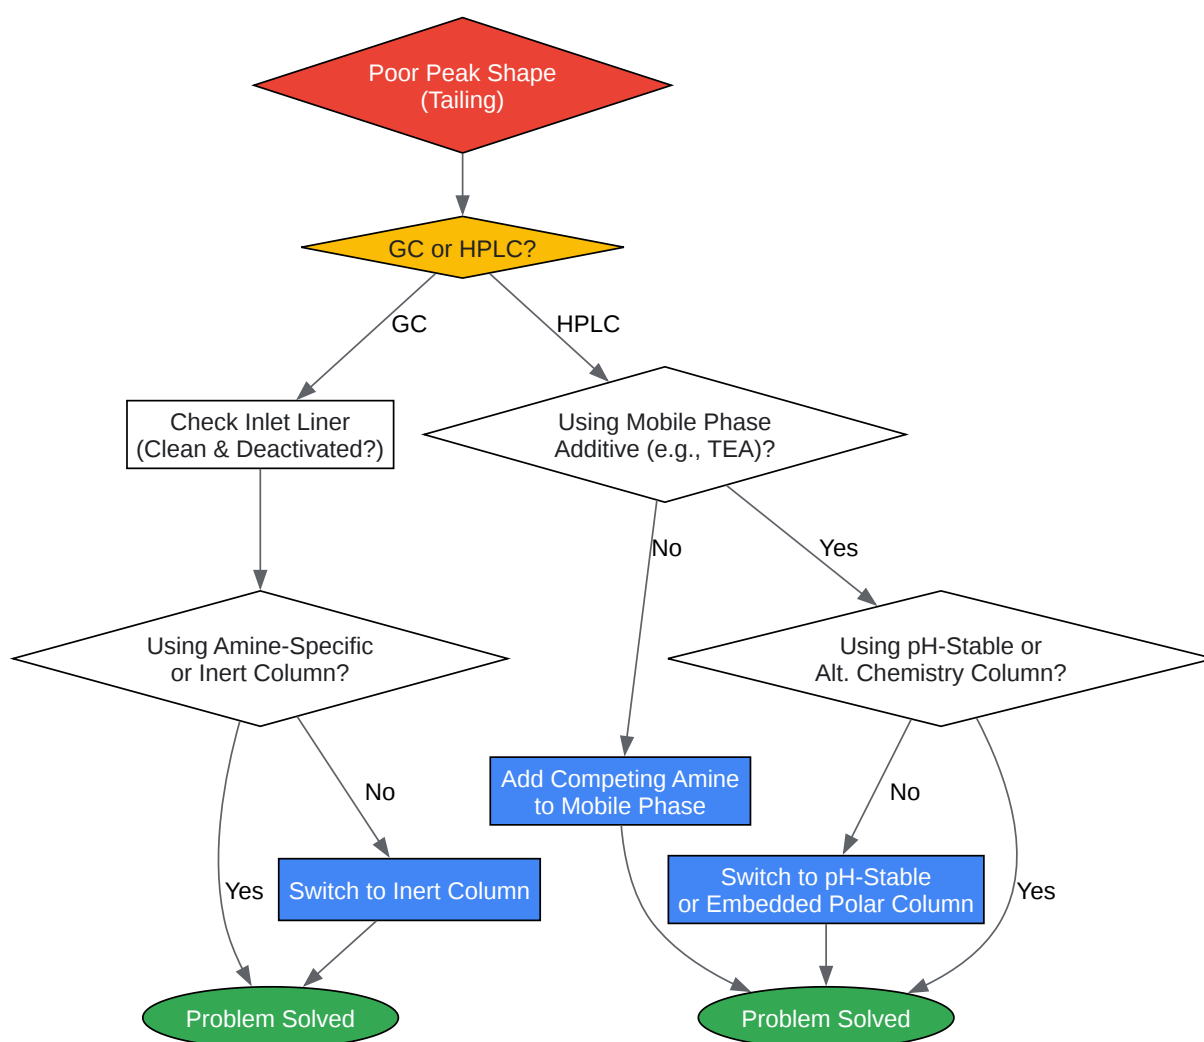 Poor Peak Shape
(Tailing)
GC or HPLC?
GC
HPLC
Check Inlet Liner
(Clean & Deactivated?)
Using Mobile Phase
Additive (e.g., TEA)?
No
Yes
Using Amine-Specific
or Inert Column?
Using pH-Stable or
Alt. Chemistry Column?
Add Competing Amine
to Mobile Phase
No
No
Yes
Switch to Inert Column
Switch to pH-Stable
or Embedded Polar Column
Yes
Problem Solved
Problem Solved